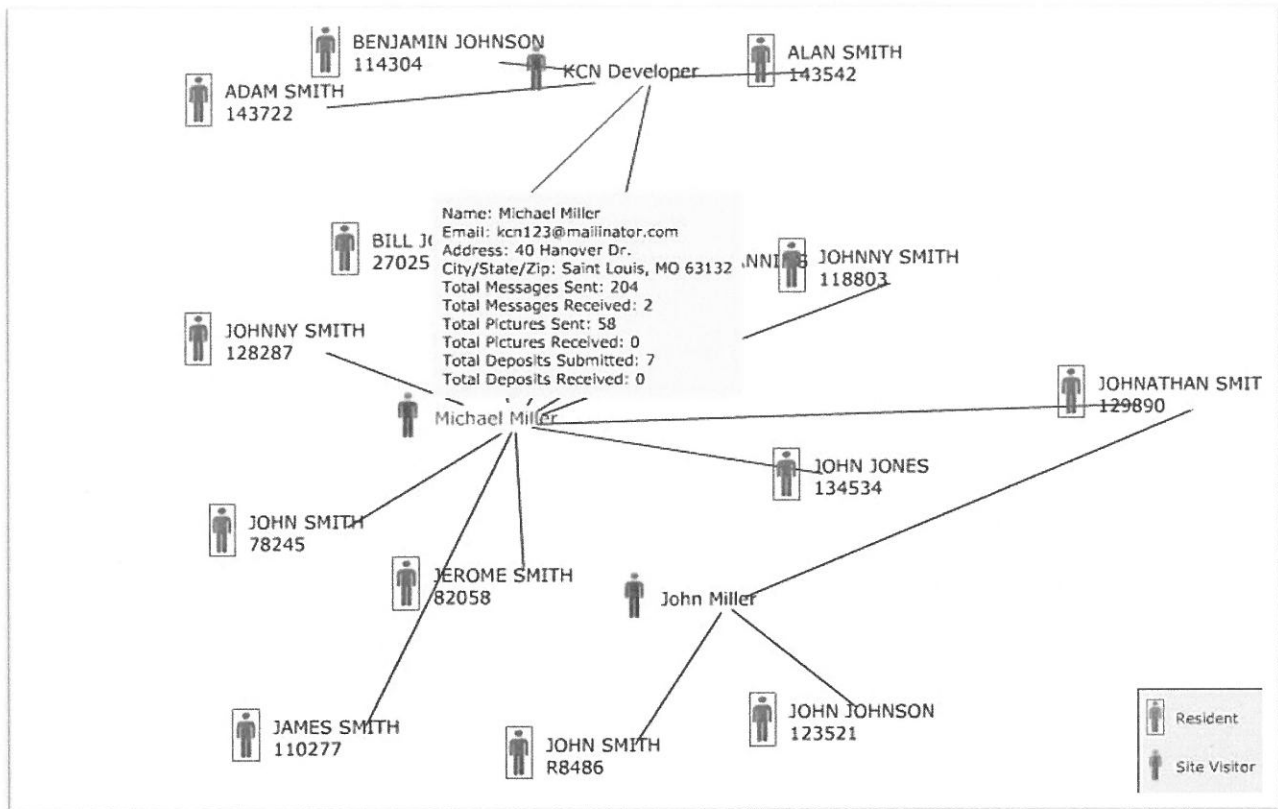 BENJAMIN JOHNSON
114304
KCN Developer
ALAN SMITH
143542
ADAM SMITH
143722
Name: Michael Miller
Email: kcn123@mailinator.com
Address: 40 Hanover Dr.
City/State/Zip: Saint Louis, MO 63132
Total Messages Sent: 204
Total Messages Received: 2
Total Pictures Sent: 58
Total Pictures Received: 0
Total Deposits Submitted: 7
Total Deposits Received: 0
BILL
27025
JOHNNY SMITH
118803
JOHNNY SMITH
128287
Michael Miller
JOHNATHAN SMIT
129890
JOHN JONES
134534
JOHN SMITH
78245
JEROME SMITH
82058
John Miller
JAMES SMITH
110277
JOHN SMITH
R8486
JOHN JOHNSON
123521
Resident
Site Visitor